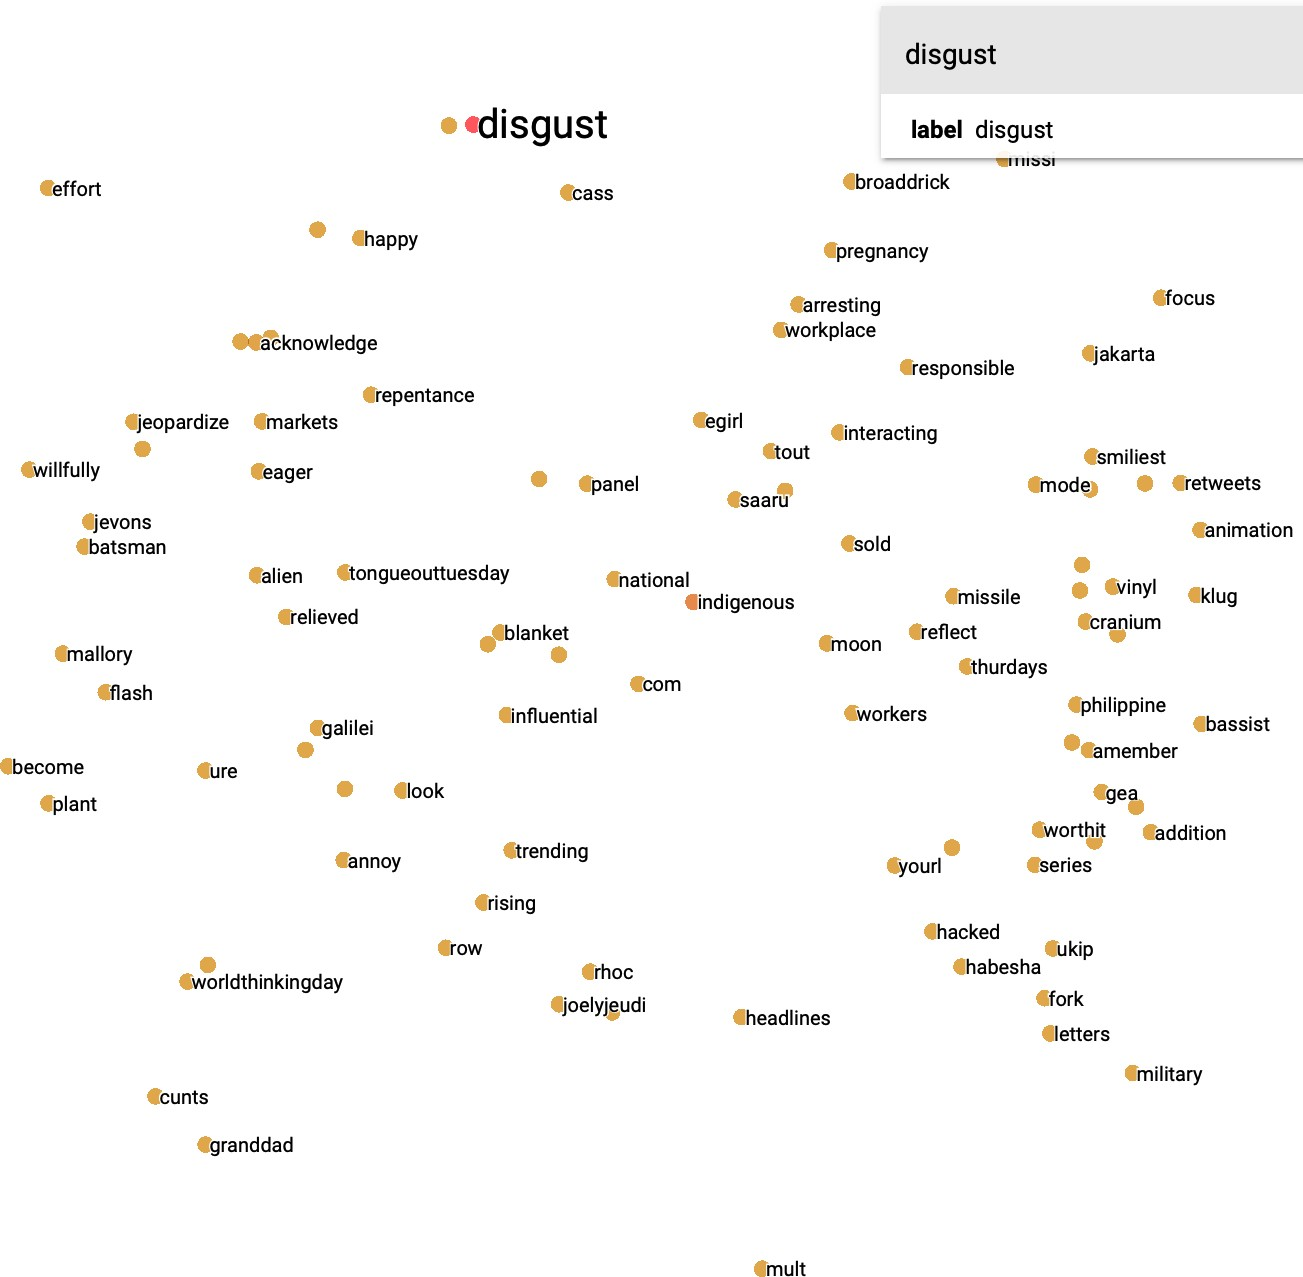 disgust
disgust
label disgust
missi
effort
cass
broaddrick
happy
pregnancy
arresting
focus
workplace
acknowledge
jakarta
responsible
repentance
jeopardize
markets
egirl
interacting
tout
smiliest
willfully
eager
panel
mode
retweets
saaru
jevons
animation
batsman
sold
alien
tongueouttuesday
national
vinyl
indigenous
missile
klug
relieved
cranium
blanket
reflect
moon
mallory
thurdays
com
flash
philippine
influential
workers
bassist
galilei
amember
become
ure
look
gea
plant
worthit
addition
trending
annoy
yourl
series
rising
hacked
row
ukip
habesha
rhoc
worldthinkingday
fork
joelyjeudi
headlines
letters
military
cunts
granddad
mult